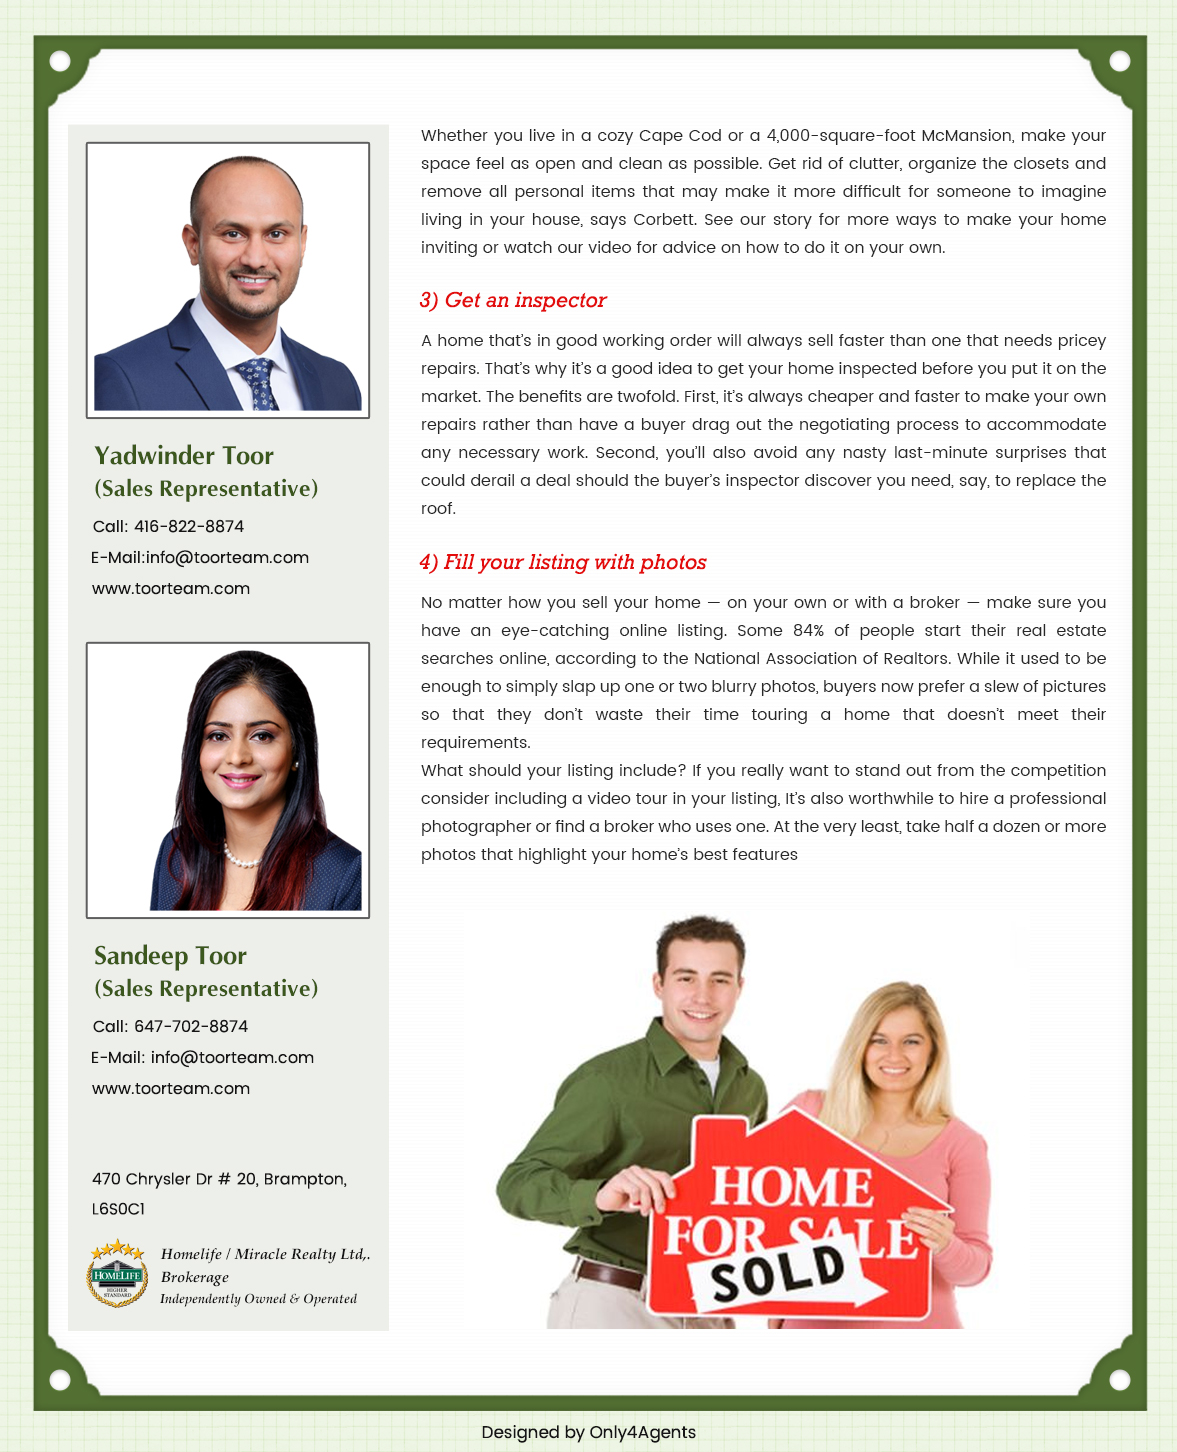 Whether you live in a cozy Cape Cod or a 4,000-square-foot McMansion, make your
space feel as open and clean as possible. Get rid of clutter, organize the closets and
remove all personal items that may make it more difficult for someone to imagine
living in your house, says Corbett. See our story for more ways to make your home
inviting or watch our video for advice on how to do it on your own.
3) Get an inspector
A home that's in good working order will always sell faster than one that needs pricey
repairs. That's why it's a good idea to get your home inspected before you put it on the
market. The benefits are twofold. First, it's always cheaper and faster to make your own
repairs rather than have a buyer drag out the negotiating process to accommodate
any necessary work. Second, you'll also avoid any nasty last-minute surprises that
could derail a deal should the buyer's inspector discover you need, say, to replace the
roof.
4) Fill your listing with photos
No matter how you sell your home — on your own or with a broker — make sure you
have an eye-catching online listing. Some 84% of people start their real estate
searches online, according to the National Association of Realtors. While it used to be
enough to simply slap up one or two blurry photos, buyers now prefer a slew of pictures
so that they don't waste their time touring a home that doesn't meet their
requirements.
What should your listing include? If you really want to stand out from the competition
consider including a video tour in your listing, It's also worthwhile to hire a professional
photographer or find a broker who uses one. At the very least, take half a dozen or more
photos that highlight your home's best features
Yadwinder Toor
(Sales Representative)
Call: 416-822-8874
E-Mail:info@toorteam.com
www.toorteam.com
Sandeep Toor
(Sales Representative)
Call: 647-702-8874
E-Mail: info@toorteam.com
www.toorteam.com
470 Chrysler Dr # 20, Brampton,
L6S0C1
HOMELIFE
HIGHER
STANDARDS
Homelife / Miracle Realty Ltd,.
Brokerage
Independently Owned & Operated
HOME
FOR SALE
SOLD
Designed by Only4Agents